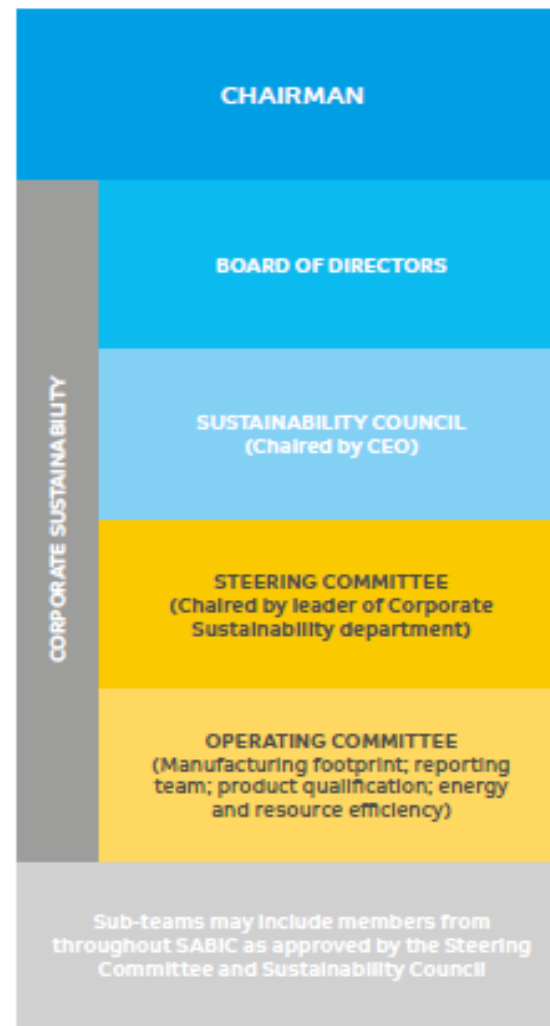 CHAIRMAN
BOARD OF DIRECTORS
CORPORATE SUSTAINABILITY
SUSTAINABILITY COUNCIL
(Chaired by CEO)
STEERING COMMITTEE
(Chaired by leader of Corporate
Sustainability department)
OPERATING COMMITTEE
(Manufacturing footprint; reporting
team; product qualification; energy
and resource efficiency)
Sub-teams may include members from
throughout SABIC as approved by the Steering
Committee and Sustainability Council